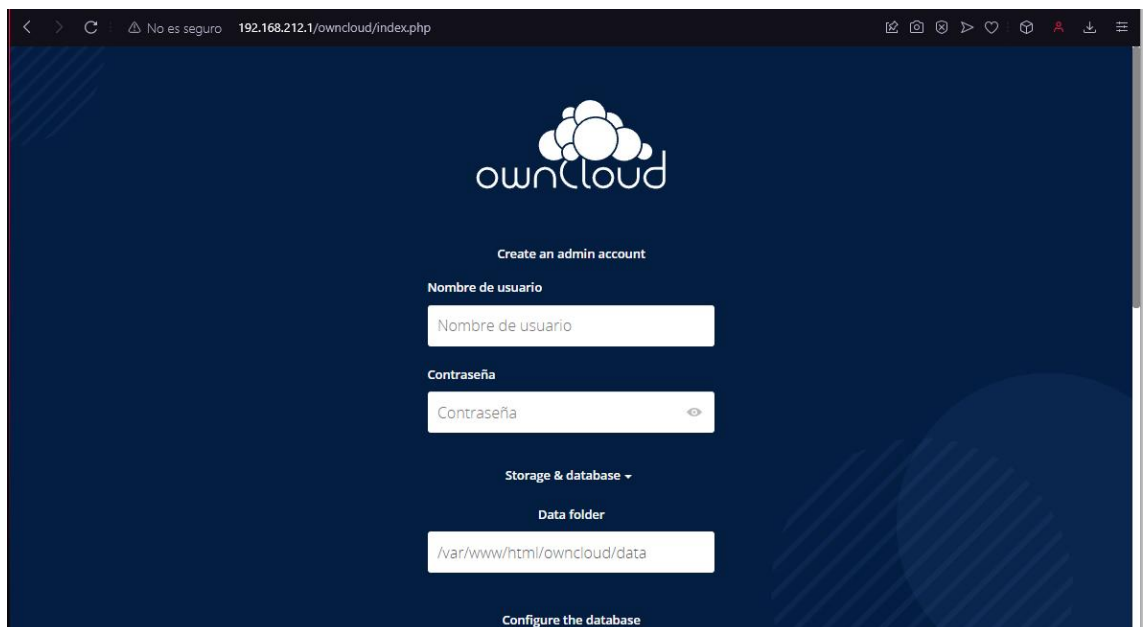 No es seguro 192.168.212.1/owncloud/index.php
ownCloud
Create an admin account
Nombre de usuario
Nombre de usuario
Contraseña
Contraseña
Storage & database
Data folder
/var/www/html/owncloud/data
Configure the database